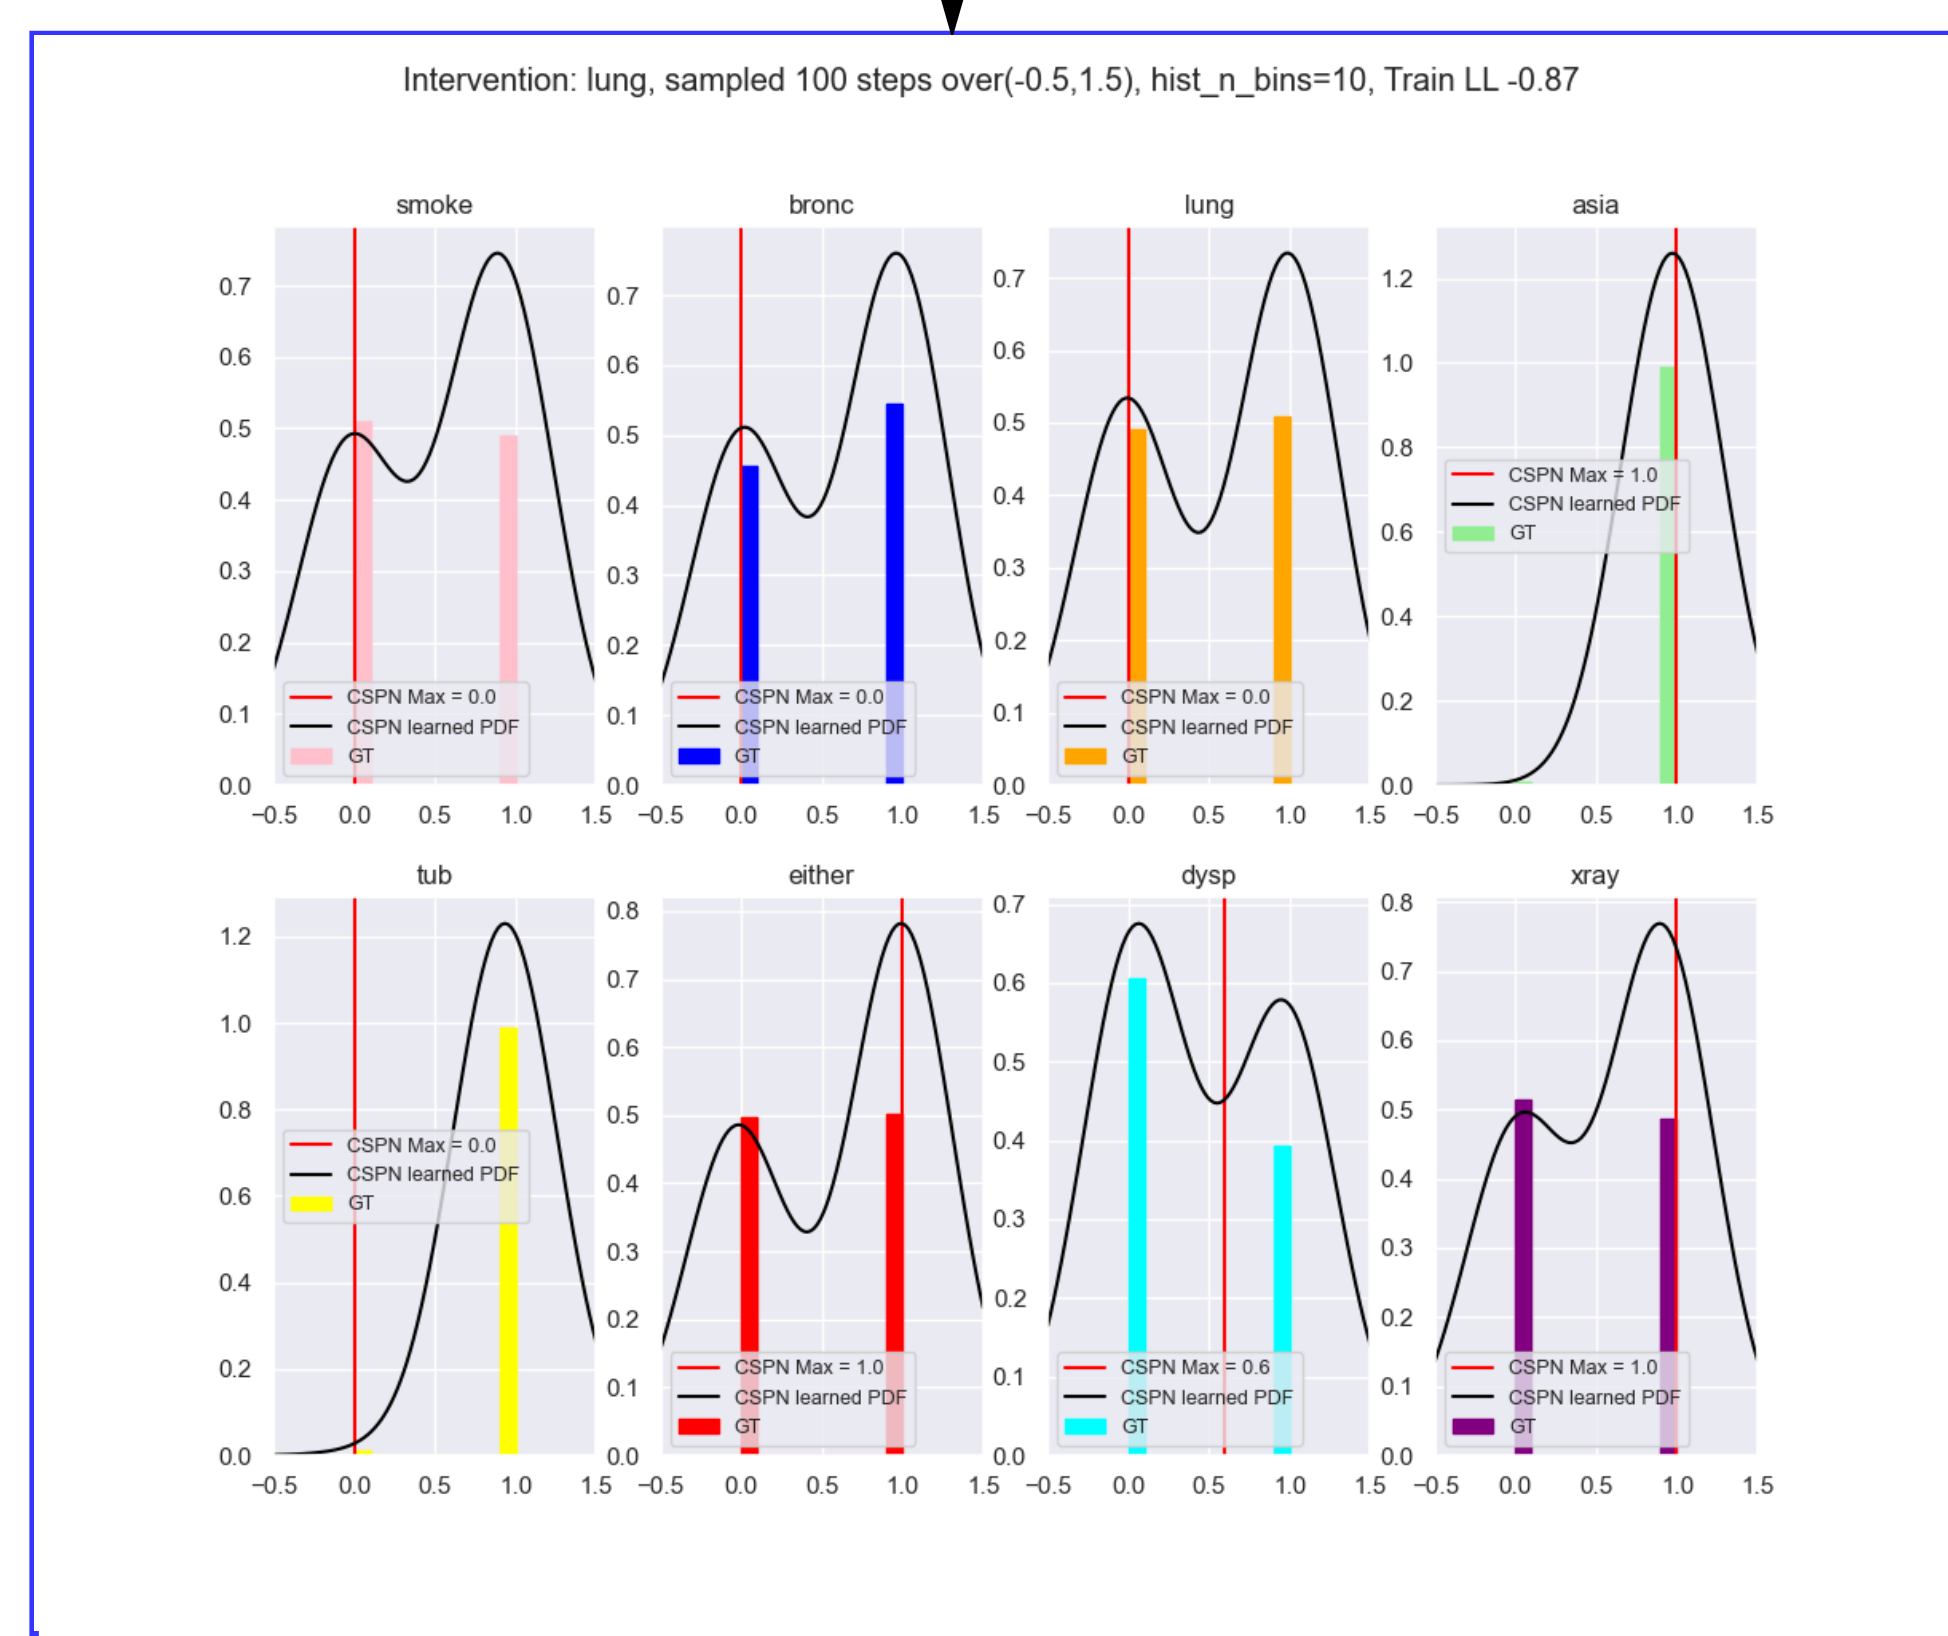 Intervention: lung, sampled 100 steps over(-0.5,1.5), hist_n_bins=10, Train LL -0.87
smoke
0.7
0.6
0.5
0.4
0.3
0.2
0.1
0.0
−0.5 0.0 0.5 1.0 1.5
CSPN Max = 0.0
CSPN learned PDF
GT
bronc
0.7
0.6
0.5
0.4
0.3
0.2
0.1
0.0
−0.5 0.0 0.5 1.0 1.5
CSPN Max = 0.0
CSPN learned PDF
GT
lung
0.7
0.6
0.5
0.4
0.3
0.2
0.1
0.0
−0.5 0.0 0.5 1.0 1.5
CSPN Max = 0.0
CSPN learned PDF
GT
asia
1.2
1.0
0.8
0.6
0.4
0.2
0.0
−0.5 0.0 0.5 1.0 1.5
CSPN Max = 1.0
CSPN learned PDF
GT
tub
1.2
1.0
0.8
0.6
0.4
0.2
0.0
−0.5 0.0 0.5 1.0 1.5
CSPN Max = 0.0
CSPN learned PDF
GT
either
0.8
0.7
0.6
0.5
0.4
0.3
0.2
0.1
0.0
−0.5 0.0 0.5 1.0 1.5
CSPN Max = 1.0
CSPN learned PDF
GT
dysp
0.7
0.6
0.5
0.4
0.3
0.2
0.1
0.0
−0.5 0.0 0.5 1.0 1.5
CSPN Max = 0.6
CSPN learned PDF
GT
xray
0.8
0.7
0.6
0.5
0.4
0.3
0.2
0.1
0.0
−0.5 0.0 0.5 1.0 1.5
CSPN Max = 1.0
CSPN learned PDF
GT